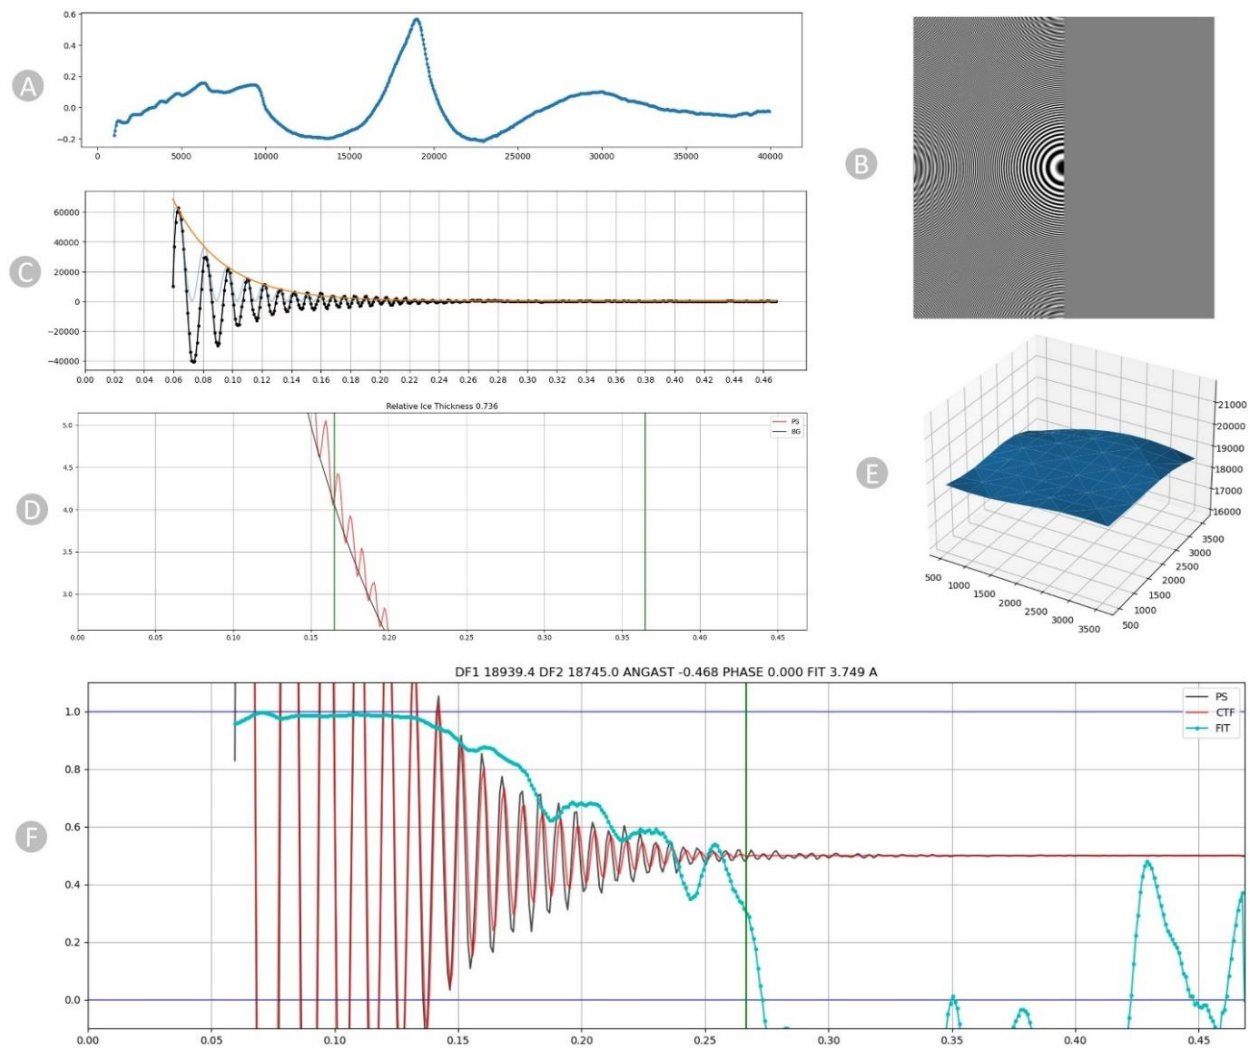 A
0.6
0.4
0.2
0.0
−0.2
0 5000 10000 15000 20000 25000 30000 35000 40000
B
C
60000
40000
20000
0
−20000
−40000
0.00 0.02 0.04 0.06 0.08 0.10 0.12 0.14 0.16 0.18 0.20 0.22 0.24 0.26 0.28 0.30 0.32 0.34 0.36 0.38 0.40 0.42 0.44 0.46
D
Relative Ice Thickness 0.736
PS
BG
5.0
4.5
4.0
3.5
3.0
0.00 0.05 0.10 0.15 0.20 0.25 0.30 0.35 0.40 0.45
E
21000
20000
19000
18000
17000
16000
500 1000 1500 2000 2500 3000 3500
3500
3000
2500
2000
1500
1000
500
F
DF1 18939.4 DF2 18745.0 ANGAST -0.468 PHASE 0.000 FIT 3.749 A
PS
CTF
FIT
1.0
0.8
0.6
0.4
0.2
0.0
0.00 0.05 0.10 0.15 0.20 0.25 0.30 0.35 0.40 0.45